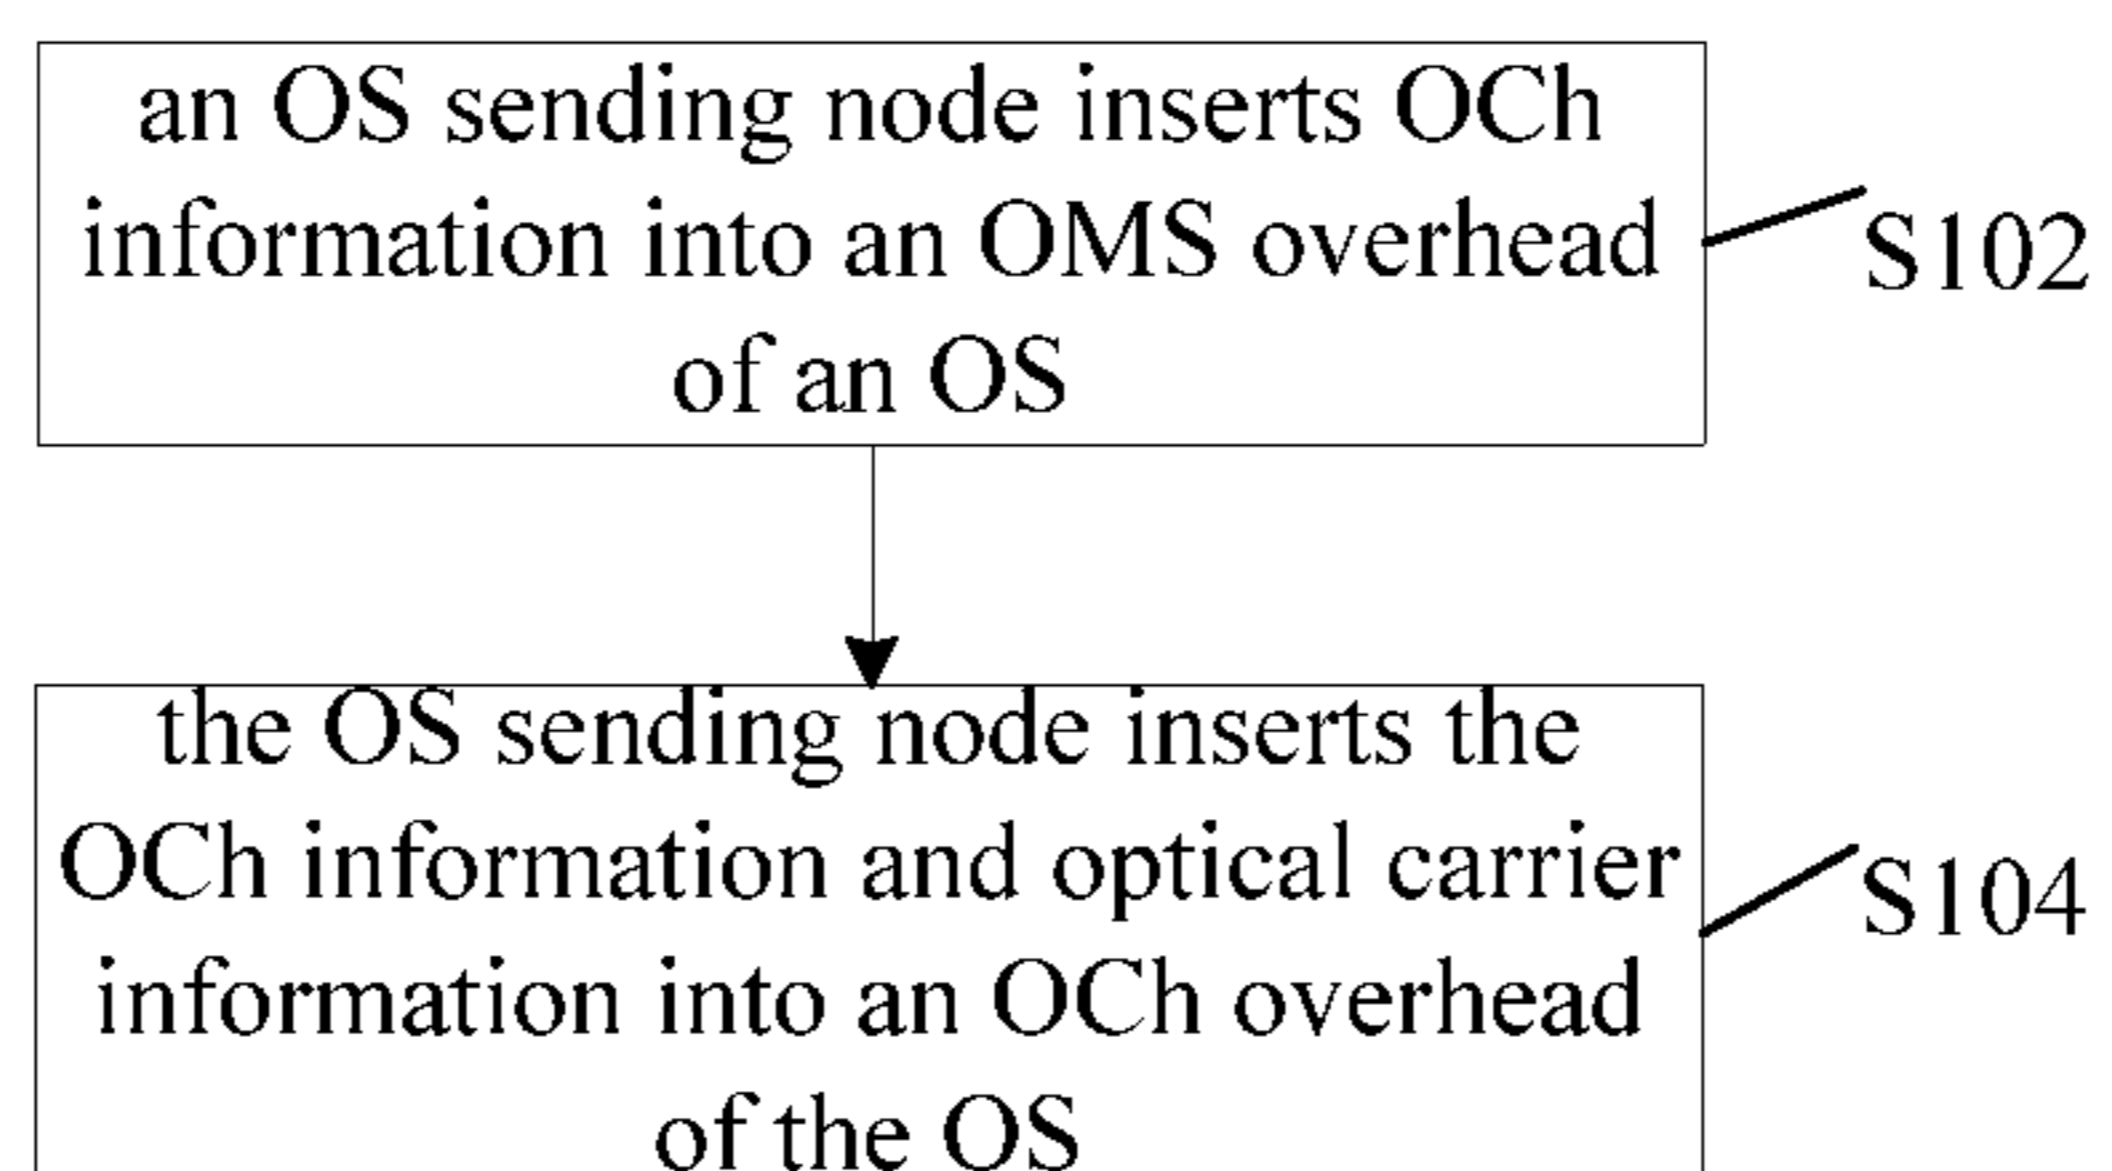 an OS sending node inserts OCh
information into an OMS overhead
of an OS
S102
the OS sending node inserts the
OCh information and optical carrier
information into an OCh overhead
of the OS
S104